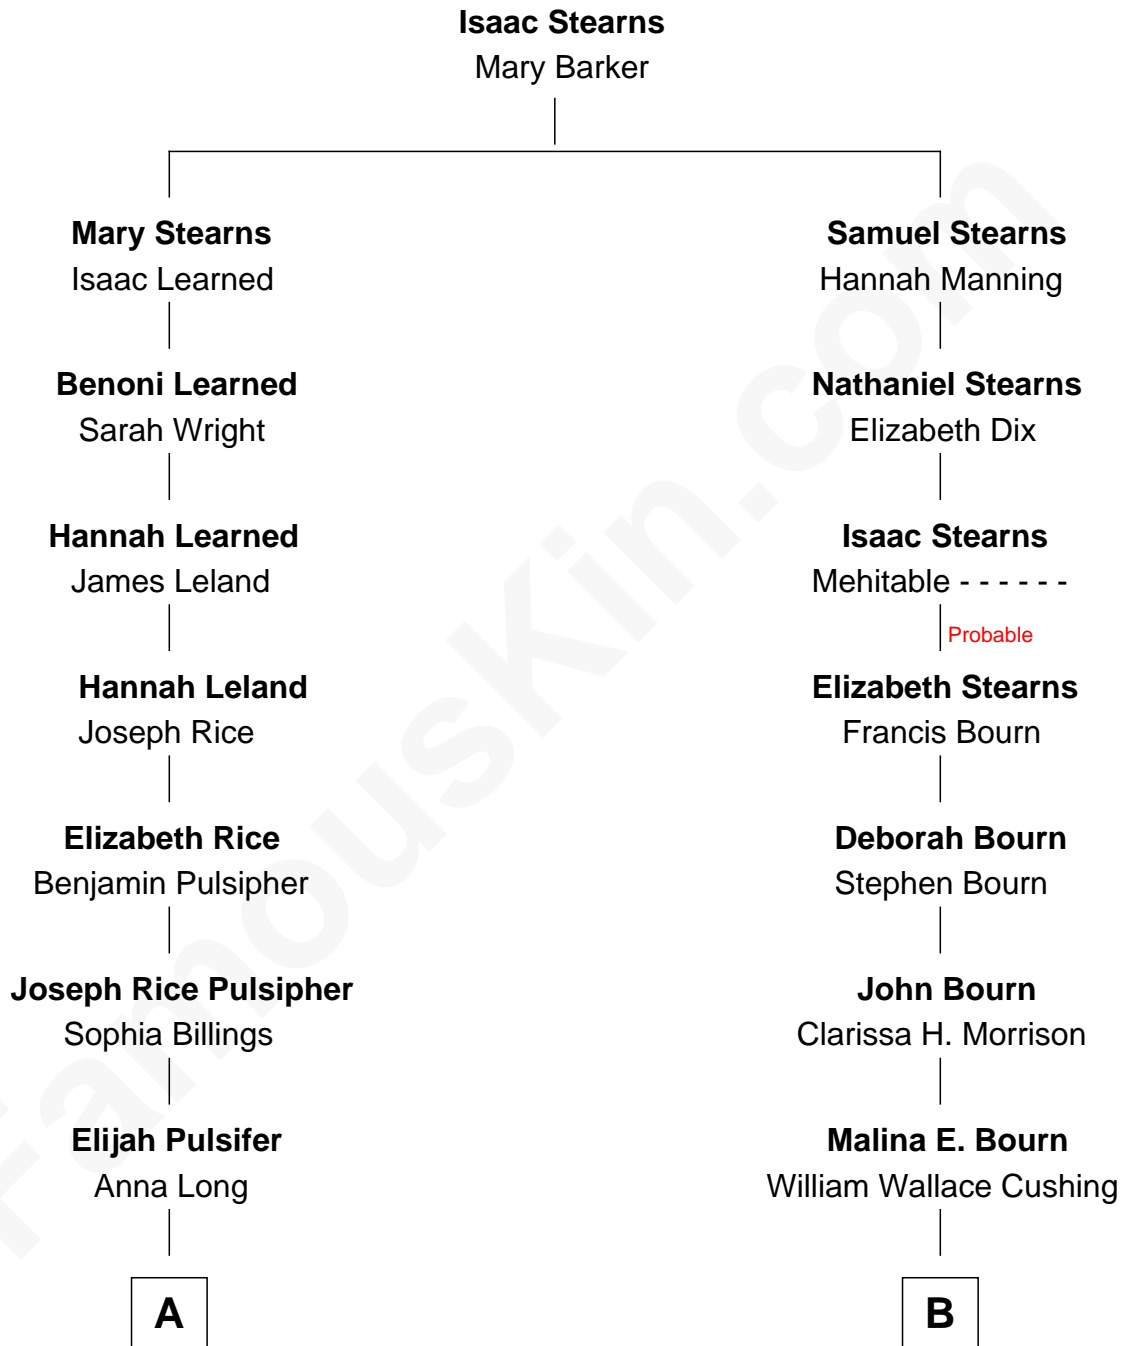 Isaac Stearns
Mary Barker
Mary Stearns
Isaac Learned
Benoni Learned
Sarah Wright
Hannah Learned
James Leland
Hannah Leland
Joseph Rice
Elizabeth Rice
Benjamin Pulsipher
Joseph Rice Pulsipher
Sophia Billings
Elijah Pulsifer
Anna Long
A
Samuel Stearns
Hannah Manning
Nathaniel Stearns
Elizabeth Dix
Isaac Stearns
Mehitable - - - - - -
Probable
Elizabeth Stearns
Francis Bourn
Deborah Bourn
Stephen Bourn
John Bourn
Clarissa H. Morrison
Malina E. Bourn
William Wallace Cushing
B
FamousKin.com